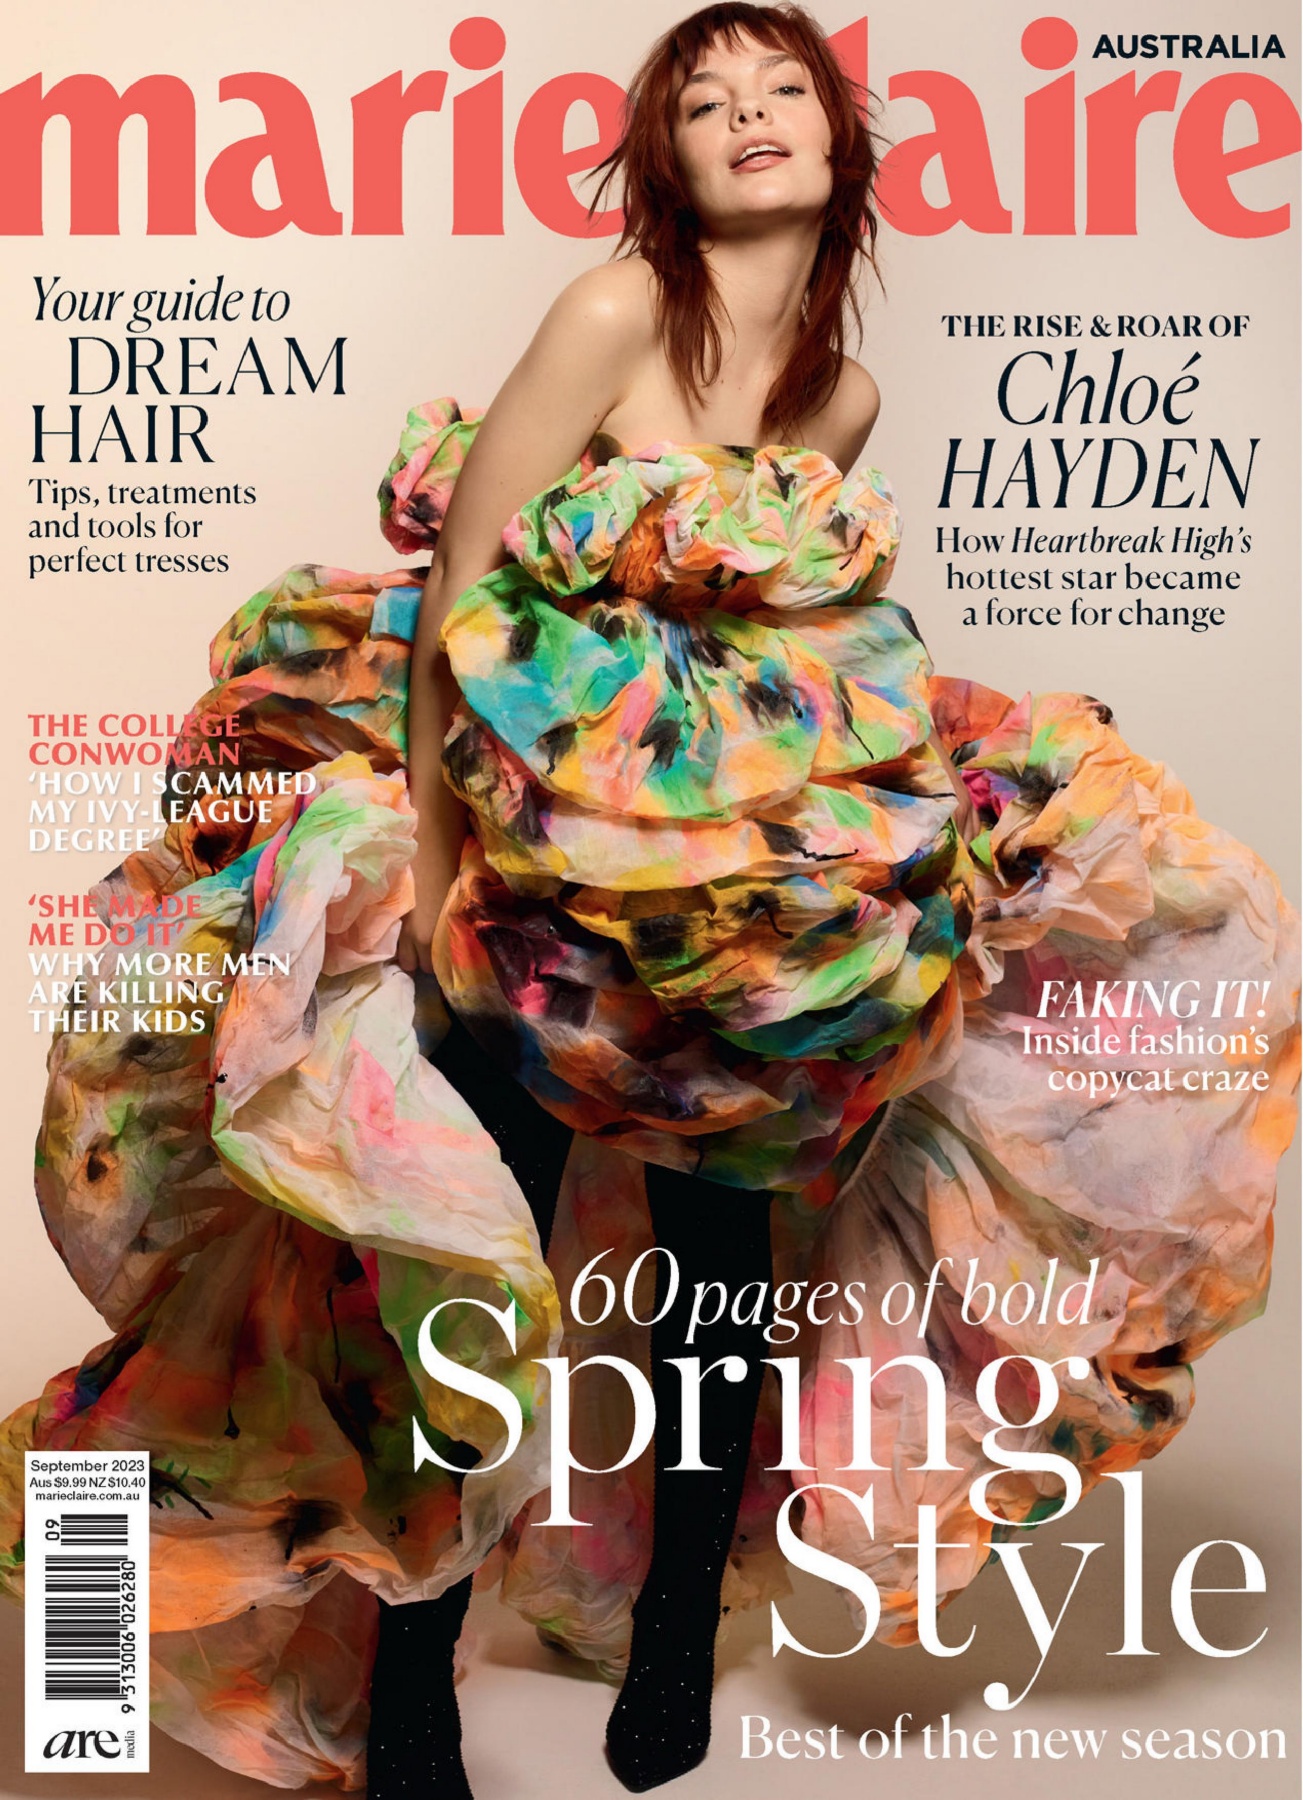 marie claire
AUSTRALIA
Your guide to
DREAM
HAIR
Tips, treatments
and tools for
perfect tresses
THE RISE & ROAR OF
Chloé
HAYDEN
How Heartbreak High's
hottest star became
a force for change
THE COLLEGE
CONWOMAN
‘HOW I SCAMMED
MY IVY-LEAGUE
DEGREE’
‘SHE MADE
ME DO IT’
WHY MORE MEN
ARE KILLING
THEIR KIDS
FAKING IT!
Inside fashion’s
copycat craze
60 pages of bold
Spring
Style
Best of the new season
September 2023
Aus $9.99 NZ $10.40
marieclaire.com.au
09
9 313006 026280
are media